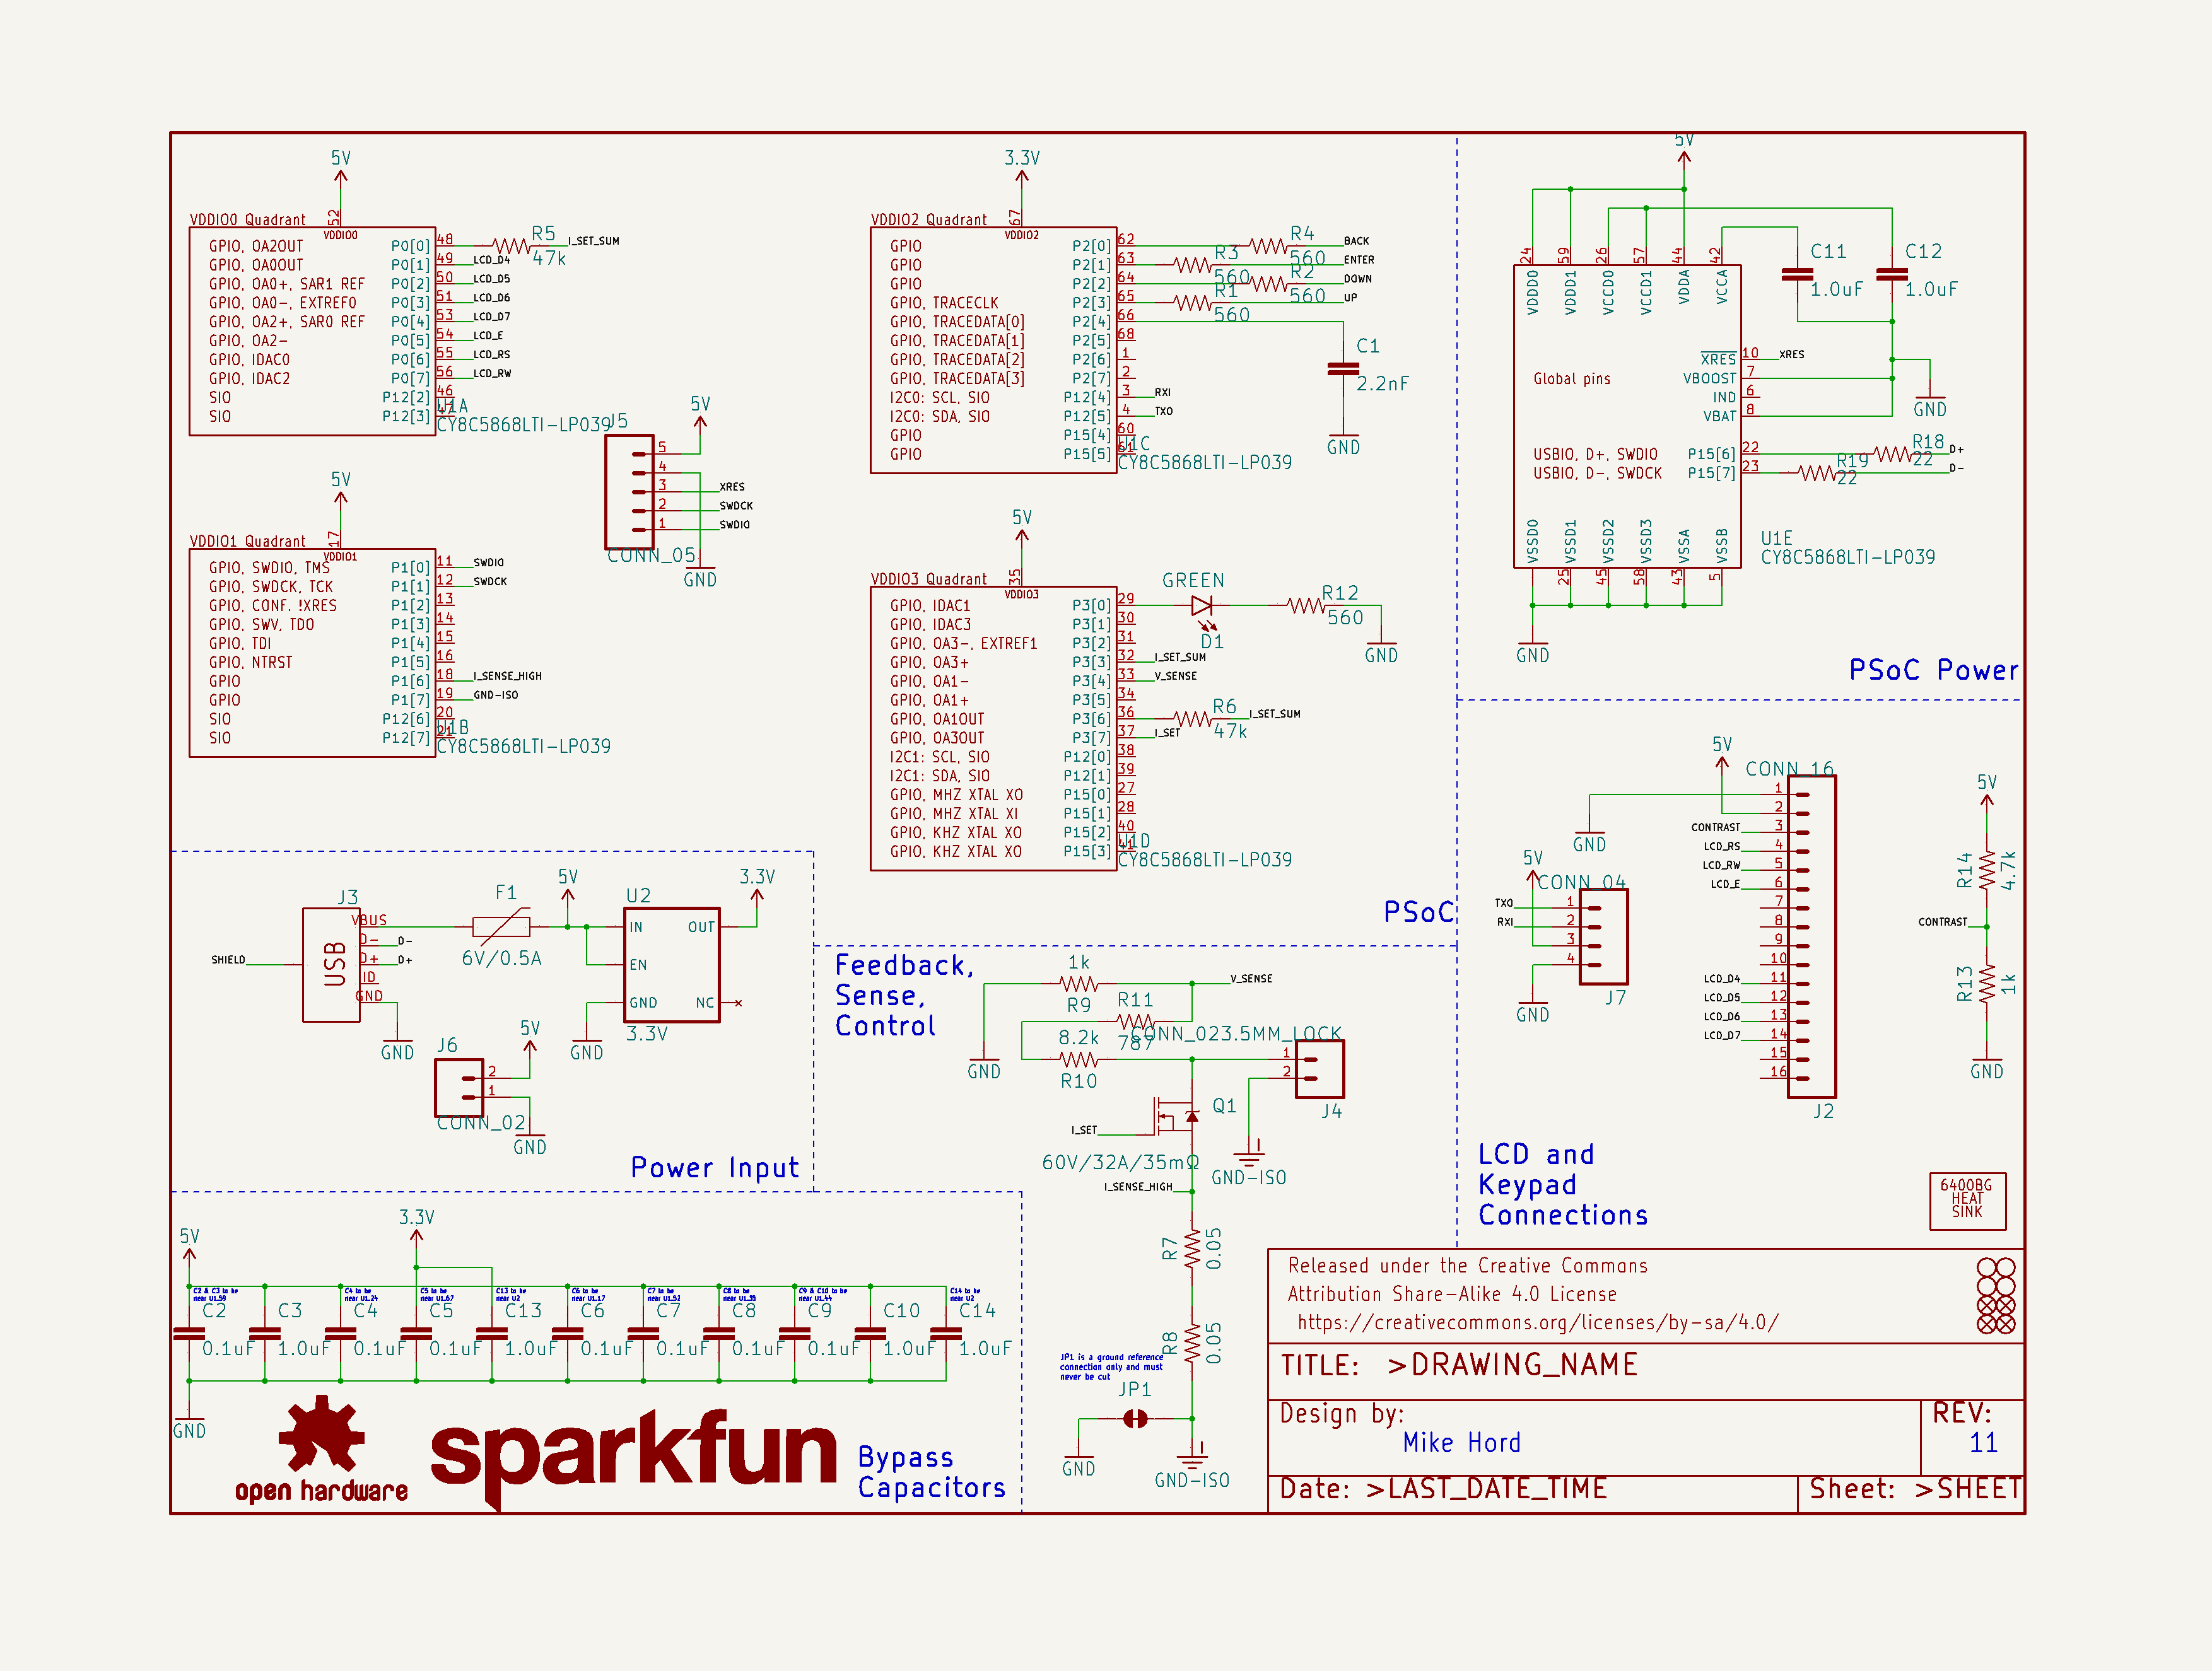 5V
VDDIO0 Quadrant
52
VDDIO0
GPIO, OA2OUT P0[0] 48
GPIO, OA0OUT P0[1] 49
GPIO, OA0+, SAR1 REF P0[2] 50
GPIO, OA0-, EXTREF0 P0[3] 51
GPIO, OA2+, SAR0 REF P0[4] 53
GPIO, OA2- P0[5] 54
GPIO, IDAC0 P0[6] 55
GPIO, IDAC2 P0[7] 56
SIO P12[2] 46
SIO P12[3] 47
R5
47k
I_SET_SUM
LCD_D4
LCD_D5
LCD_D6
LCD_D7
LCD_E
LCD_RS
LCD_RW
U1A
CY8C5868LTI-LP039
J5
5V
5
4
3 XRES
2 SWDCK
1 SWDIO
CONN_05
GND
5V
VDDIO1 Quadrant
17
VDDIO1
GPIO, SWDIO, TMS P1[0] 11 SWDIO
GPIO, SWDCK, TCK P1[1] 12 SWDCK
GPIO, CONF. !XRES P1[2] 13
GPIO, SWV, TDO P1[3] 14
GPIO, TDI P1[4] 15
GPIO, NTRST P1[5] 16
GPIO P1[6] 18 I_SENSE_HIGH
GPIO P1[7] 19 GND-ISO
SIO P12[6] 20
SIO P12[7] 21
U1B
CY8C5868LTI-LP039
3.3V
VDDIO2 Quadrant
67
VDDIO2
GPIO P2[0] 62
GPIO P2[1] 63
GPIO P2[2] 64
GPIO, TRACECLK P2[3] 65
GPIO, TRACEDATA[0] P2[4] 66
GPIO, TRACEDATA[1] P2[5] 68
GPIO, TRACEDATA[2] P2[6] 1
GPIO, TRACEDATA[3] P2[7] 2
I2C0: SCL, SIO P12[4] 3 RXI
I2C0: SDA, SIO P12[5] 4 TXO
GPIO P15[4] 60
GPIO P15[5] 61
R4 560 BACK
R3 560 ENTER
R2 560 DOWN
R1 560 UP
C1
2.2nF
GND
U1C
CY8C5868LTI-LP039
5V
VDDIO3 Quadrant
35
VDDIO3
GPIO, IDAC1 P3[0] 29
GPIO, IDAC3 P3[1] 30
GPIO, OA3-, EXTREF1 P3[2] 31
GPIO, OA3+ P3[3] 32 I_SET_SUM
GPIO, OA1- P3[4] 33 V_SENSE
GPIO, OA1+ P3[5] 34
GPIO, OA1OUT P3[6] 36
GPIO, OA3OUT P3[7] 37 I_SET
I2C1: SCL, SIO P12[0] 38
I2C1: SDA, SIO P12[1] 39
GPIO, MHZ XTAL XO P15[0] 27
GPIO, MHZ XTAL XI P15[1] 28
GPIO, KHZ XTAL XO P15[2] 40
GPIO, KHZ XTAL XO P15[3] 41
GREEN
D1
R12
560
GND
R6
47k
I_SET_SUM
U1D
CY8C5868LTI-LP039
PSoC
5V
24 59 26 57 44 42
VDDD0 VDDD1 VCCD0 VCCD1 VDDA VCCA
C11
1.0uF
C12
1.0uF
XRES 10 XRES
VBOOST 7
IND 6
VBAT 8
Global pins
GND
USBIO, D+, SWDIO P15[6] 22
USBIO, D-, SWDCK P15[7] 23
R18
22
D+
R19
22
D-
VSSD0 VSSD1 VSSD2 VSSD3 VSSA VSSB
25 45 58 43 5
U1E
CY8C5868LTI-LP039
GND
PSoC Power
J3
USB
VBUS
D- D-
D+ D+
ID
GND
SHIELD
GND
F1
6V/0.5A
5V
U2
IN OUT
EN
GND NC
3.3V
3.3V
GND
J6
5V
2
1
CONN_02
GND
Power Input
Feedback,
Sense,
Control
1k
R9
V_SENSE
R11
787
8.2k
R10
GND
CONN_023.5MM_LOCK
1
2
J4
Q1
I_SET
60V/32A/35mΩ
GND-ISO
I_SENSE_HIGH
R7
0.05
R8
0.05
JP1 is a ground reference
connection only and must
never be cut
JP1
GND
GND-ISO
5V
CONN_16
1
2
CONTRAST 3
LCD_RS 4
LCD_RW 5
LCD_E 6
7
8
9
10
LCD_D4 11
LCD_D5 12
LCD_D6 13
LCD_D7 14
15
16
J2
GND
5V
CONN_04
TXO 1
RXI 2
3
4
J7
GND
5V
R14
4.7k
CONTRAST
R13
1k
GND
LCD and
Keypad
Connections
6400BG
HEAT
SINK
5V
3.3V
C2 & C3 to be
near U1.59
C4 to be
near U1.24
C5 to be
near U1.67
C13 to be
near U2
C6 to be
near U1.17
C7 to be
near U1.52
C8 to be
near U1.35
C9 & C10 to be
near U1.44
C14 to be
near U2
C2 C3 C4 C5 C13 C6 C7 C8 C9 C10 C14
0.1uF 1.0uF 0.1uF 0.1uF 1.0uF 0.1uF 0.1uF 0.1uF 0.1uF 1.0uF 1.0uF
GND
open hardware
sparkfun
Bypass
Capacitors
Released under the Creative Commons
Attribution Share-Alike 4.0 License
https://creativecommons.org/licenses/by-sa/4.0/
TITLE: >DRAWING_NAME
Design by:
Mike Hord
REV:
11
Date: >LAST_DATE_TIME
Sheet: >SHEET